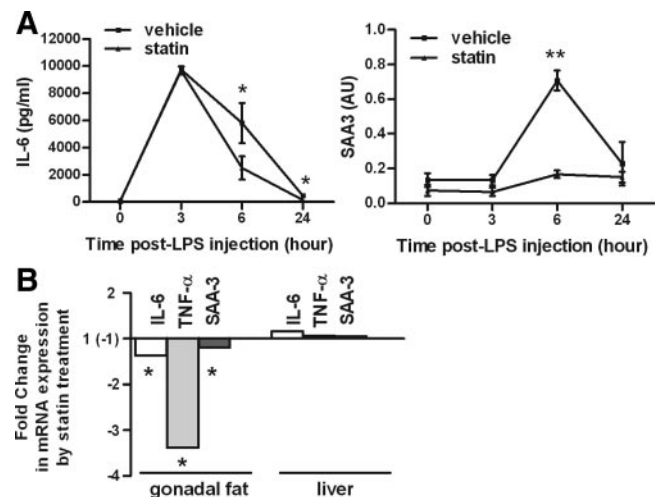 A
vehicle
statin
IL-6 (pg/ml)
12000
10000
8000
6000
4000
2000
0
*
*
0 3 6 24
Time post-LPS injection (hour)
vehicle
statin
SAA3 (AU)
1.0
0.8
0.6
0.4
0.2
0.0
**
0 3 6 24
Time post-LPS injection (hour)
B
Fold Change
in mRNA expression
by statin treatment
2
1 (-1)
-2
-3
-4
IL-6
TNF-α
SAA-3
IL-6
TNF-α
SAA-3
* *
*
gonadal fat liver